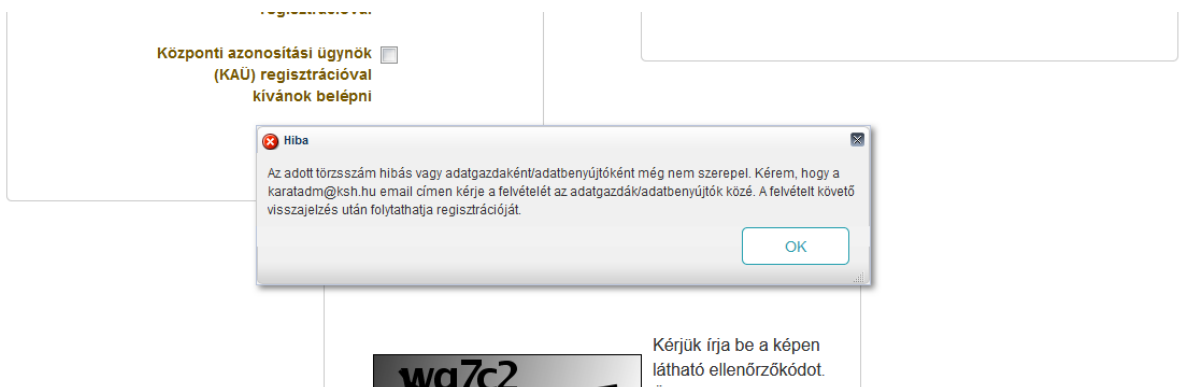 regisztrációval
Központi azonosítási ügynök
(KAÜ) regisztrációval
kívánok belépni
Hiba
Az adott törzsszám hibás vagy adatgazdaként/adatbenyújtóként még nem szerepel. Kérem, hogy a
karatadm@ksh.hu email címen kérje a felvételét az adatgazdák/adatbenyújtók közé. A felvételt követő
visszajelzés után folytathatja regisztrációját.
OK
Kérjük írja be a képen
látható ellenőrzőkódot.
wq7c2